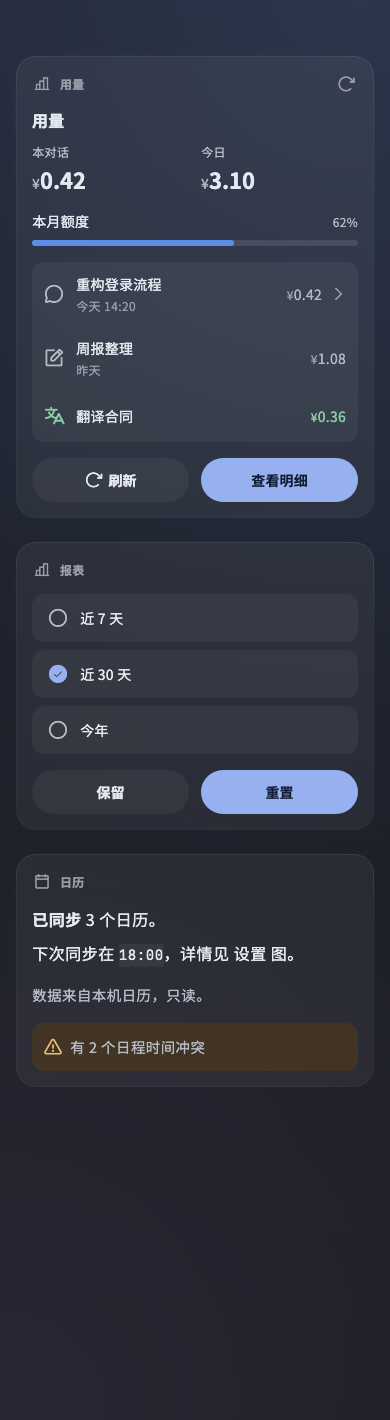 用量
用量
本对话
今日
¥0.42
¥3.10
本月额度
62%
重构登录流程
今天 14:20
¥0.42
周报整理
昨天
¥1.08
翻译合同
¥0.36
刷新
查看明细
报表
近 7 天
近 30 天
今年
保留
重置
日历
已同步 3 个日历。
下次同步在 18:00，详情见 设置 图。
数据来自本机日历，只读。
有 2 个日程时间冲突